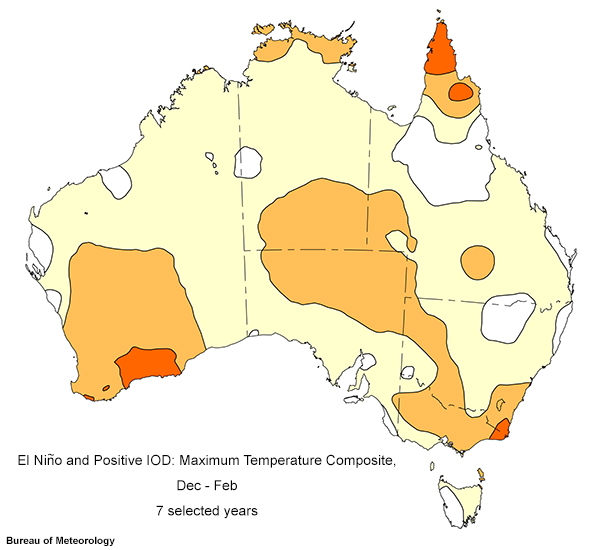 El Niño and Positive IOD: Maximum Temperature Composite,
Dec - Feb
7 selected years
Bureau of Meteorology